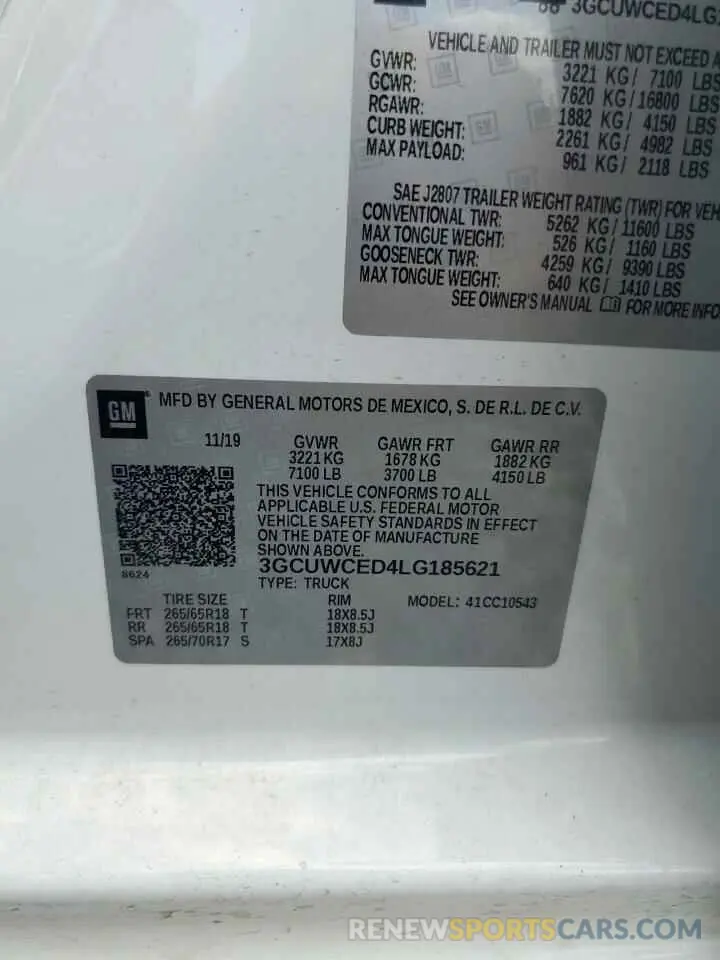 3GCUWCED4LG
VEHICLE AND TRAILER MUST NOT EXCEED
GVWR: 3221 KG/ 7100 LBS
GCWR: 7620 KG/16800 LBS
RGAWR: 1882 KG/ 4150 LBS
CURB WEIGHT: 2261 KG/ 4982 LBS
MAX PAYLOAD: 961 KG/ 2118 LBS
SAE J2807 TRAILER WEIGHT RATING (TWR) FOR VEH
CONVENTIONAL TWR: 5262 KG/11600 LBS
MAX TONGUE WEIGHT: 526 KG/ 1160 LBS
GOOSENECK TWR: 4259 KG/ 9390 LBS
MAX TONGUE WEIGHT: 640 KG/ 1410 LBS
SEE OWNER'S MANUAL FOR MORE INFO
GM MFD BY GENERAL MOTORS DE MEXICO, S. DE R.L. DE C.V.
11/19 GVWR GAWR FRT GAWR RR
3221 KG 1678 KG 1882 KG
7100 LB 3700 LB 4150 LB
THIS VEHICLE CONFORMS TO ALL
APPLICABLE U.S. FEDERAL MOTOR
VEHICLE SAFETY STANDARDS IN EFFECT
ON THE DATE OF MANUFACTURE
SHOWN ABOVE.
8624 3GCUWCED4LG185621
TYPE: TRUCK
TIRE SIZE RIM MODEL: 41CC10543
FRT 265/65R18 T 18X8.5J
RR 265/65R18 T 18X8.5J
SPA 265/70R17 S 17X8J
RENEWSPORTSCARS.COM